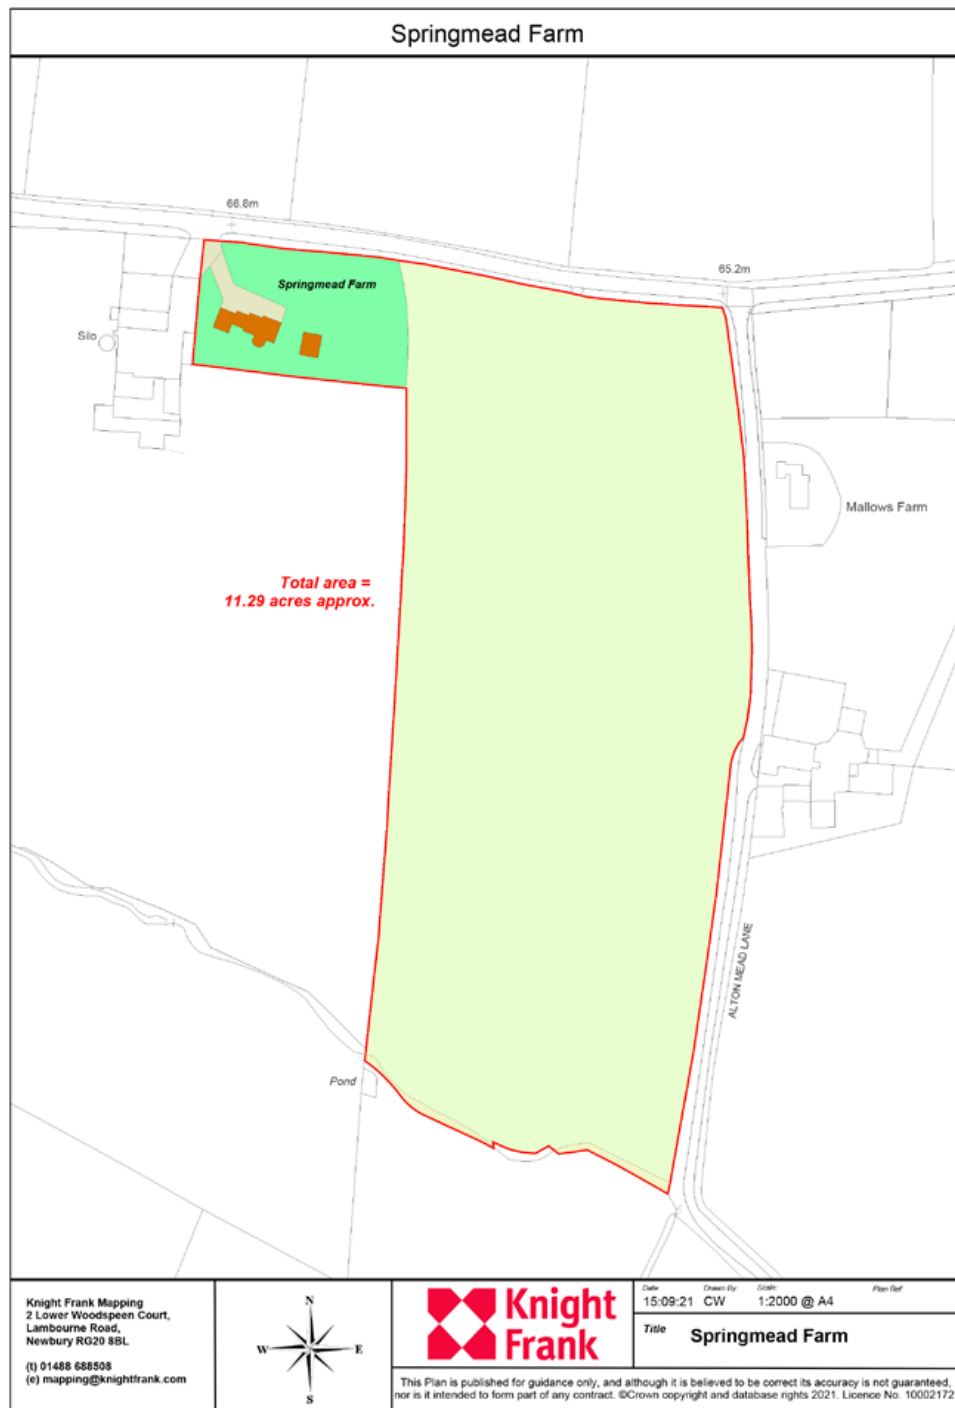 Springmead Farm
66.8m
65.2m
Springmead Farm
Silo
Mallows Farm
Total area =
11.29 acres approx.
ALTON MEAD LANE
Pond
Knight Frank Mapping
2 Lower Woodspeen Court,
Lambourne Road,
Newbury RG20 8BL
(t) 01488 688508
(e) mapping@knightfrank.com
N
W E
S
Knight
Frank
Date: Drawn By: Scale: Plan Ref:
15:09:21 CW 1:2000 @ A4
Title Springmead Farm
This Plan is published for guidance only, and although it is believed to be correct its accuracy is not guaranteed,
nor is it intended to form part of any contract. ©Crown copyright and database rights 2021. Licence No. 10002172